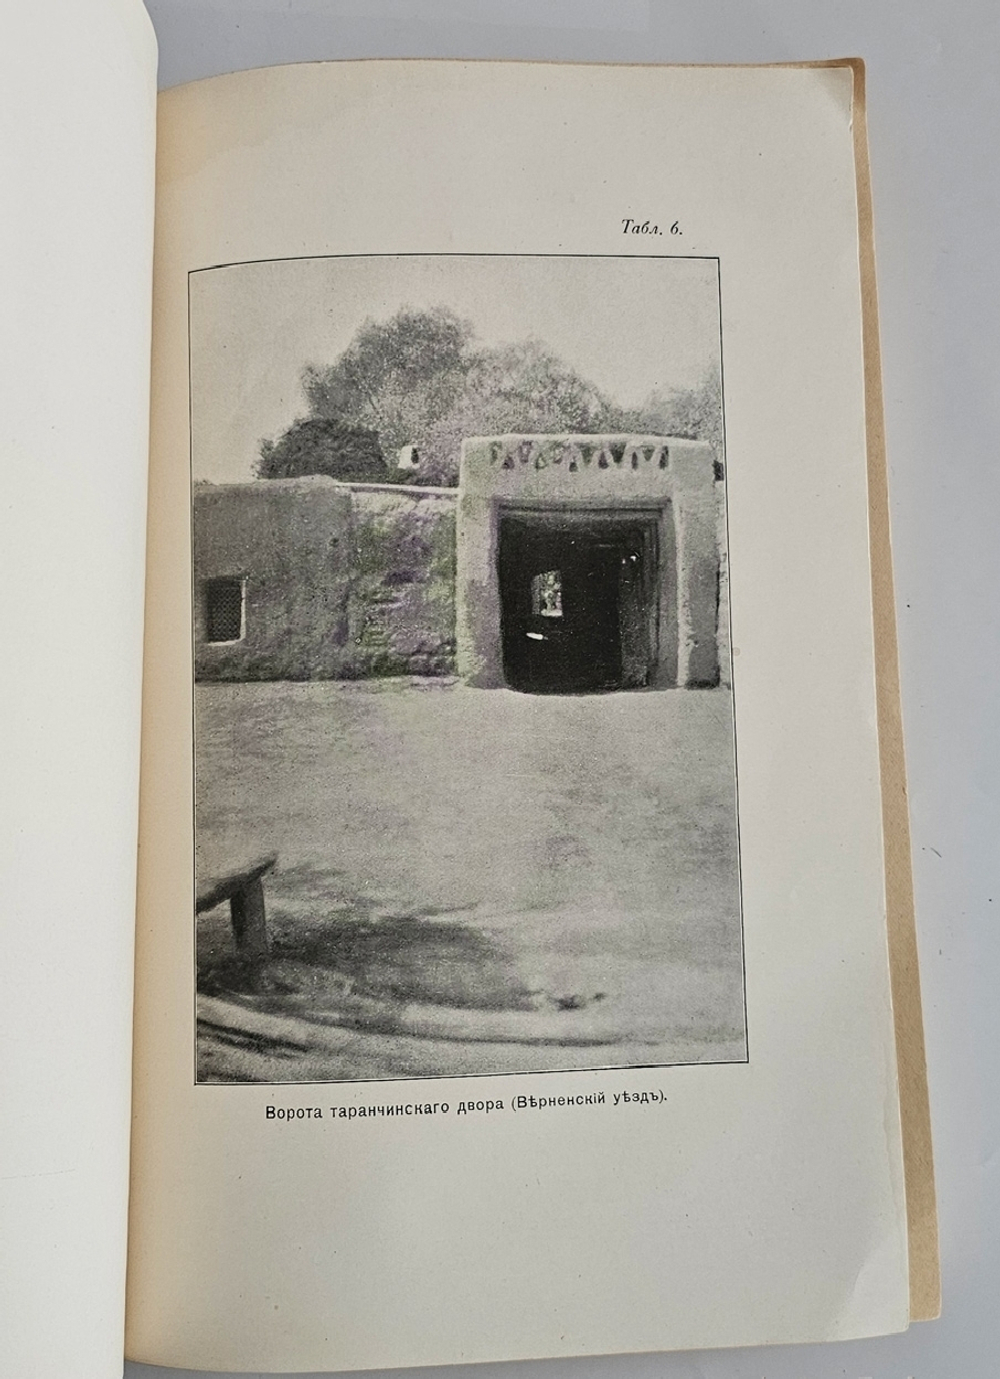 Табл. 6.
Ворота таранчинскаго двора (Вѣрненскій уѣздъ).